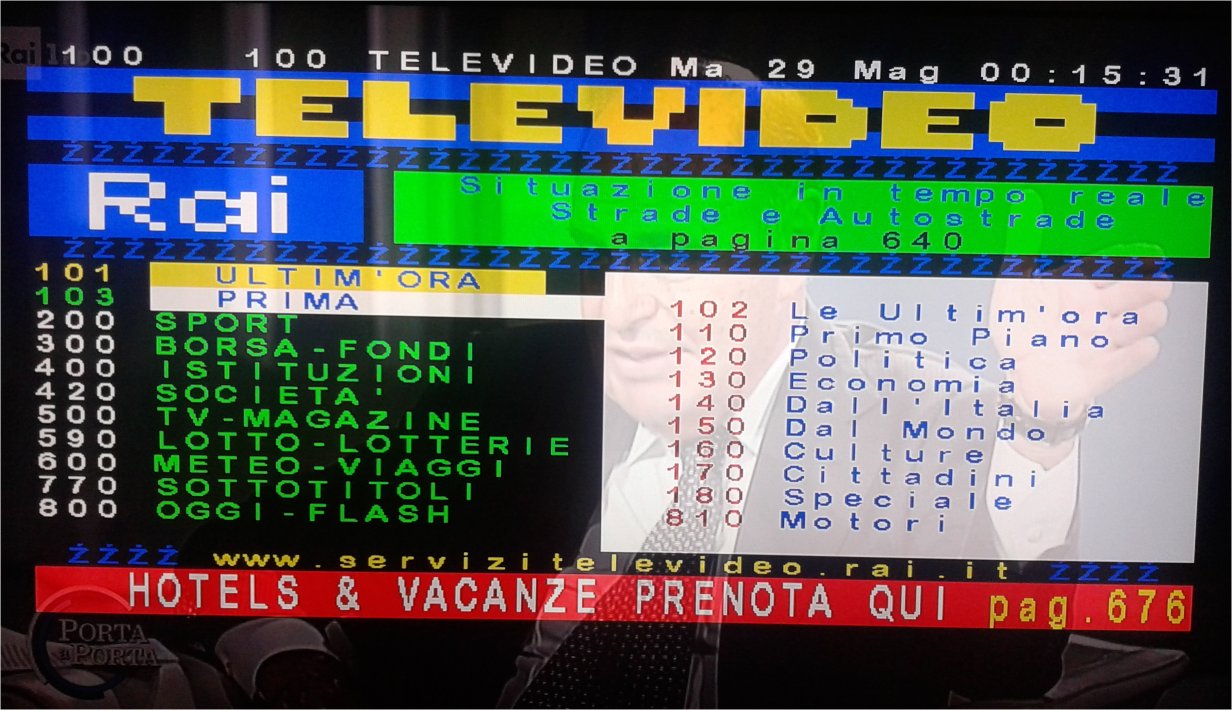 Rai 1
100 100 TELEVIDEO Ma 29 Mag 00:15:31
TELEVIDEO
ŻŻŻŻŻŻŻŻŻŻŻŻŻŻŻŻŻŻŻŻŻŻŻŻŻŻŻŻŻŻŻŻŻŻŻŻŻ
Rai
Situazione in tempo reale
Strade e Autostrade
a pagina 640
ŻŻŻŻŻŻŻŻŻŻŻŻŻŻŻŻŻŻŻŻŻŻŻŻŻŻŻŻŻŻŻŻŻŻŻŻŻ
101 ULTIM'ORA
103 PRIMA
200 SPORT
300 BORSA-FONDI
400 ISTITUZIONI
420 SOCIETA'
500 TV-MAGAZINE
590 LOTTO-LOTTERIE
600 METEO-VIAGGI
770 SOTTOTITOLI
800 OGGI-FLASH
102 Le Ultim'ora
110 Primo Piano
120 Politica
130 Economia
140 Dall'Italia
150 Dal Mondo
160 Culture
170 Cittadini
180 Speciale
810 Motori
ŻŻŻŻ www.servizitelevideo.rai.it ŻŻŻŻ
HOTELS & VACANZE PRENOTA QUI pag.676
PORTA
a PORTA